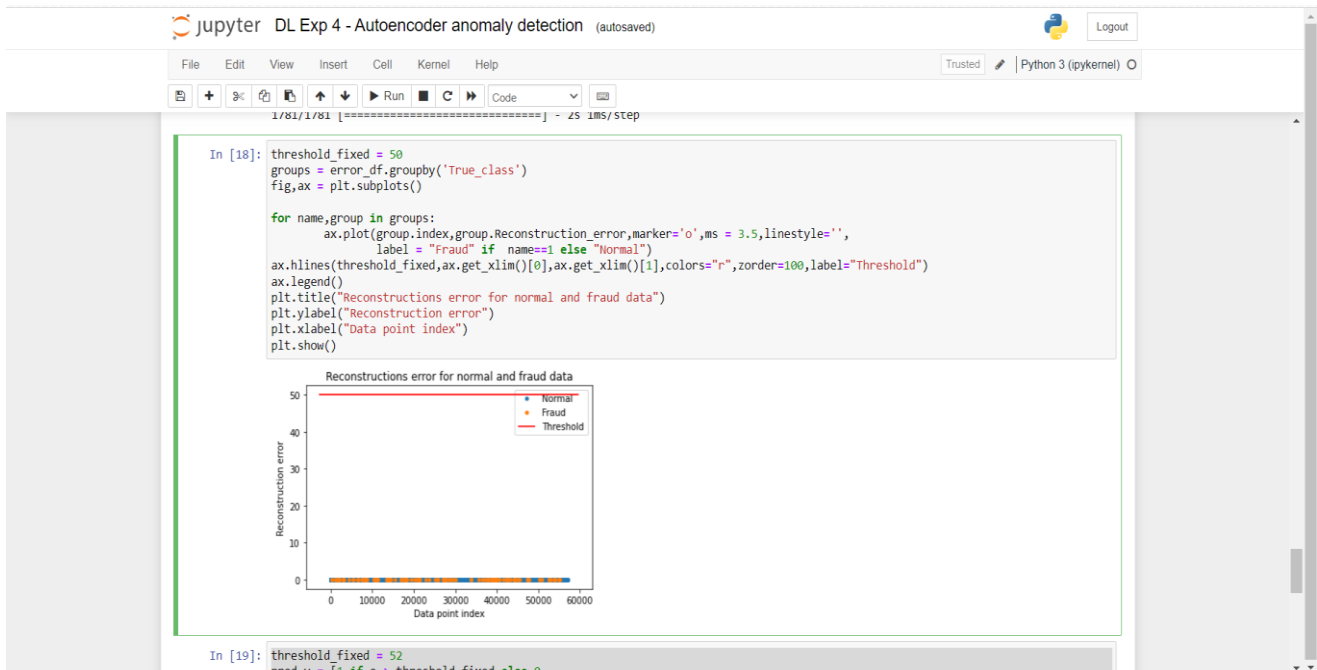 jupyter DL Exp 4 - Autoencoder anomaly detection (autosaved)
Logout
File Edit View Insert Cell Kernel Help
Trusted Python 3 (ipykernel)
Run Code
1781/1781 [==============================] - 2s 1ms/step
In [18]: threshold_fixed = 50
groups = error_df.groupby('True_class')
fig,ax = plt.subplots()
for name,group in groups:
        ax.plot(group.index,group.Reconstruction_error,marker='o',ms = 3.5,linestyle='',
                label = "Fraud" if  name==1 else "Normal")
ax.hlines(threshold_fixed,ax.get_xlim()[0],ax.get_xlim()[1],colors="r",zorder=100,label="Threshold")
ax.legend()
plt.title("Reconstructions error for normal and fraud data")
plt.ylabel("Reconstruction error")
plt.xlabel("Data point index")
plt.show()
Reconstructions error for normal and fraud data
Normal
Fraud
Threshold
50
40
30
20
10
0
Reconstruction error
0 10000 20000 30000 40000 50000 60000
Data point index
In [19]: threshold_fixed = 52